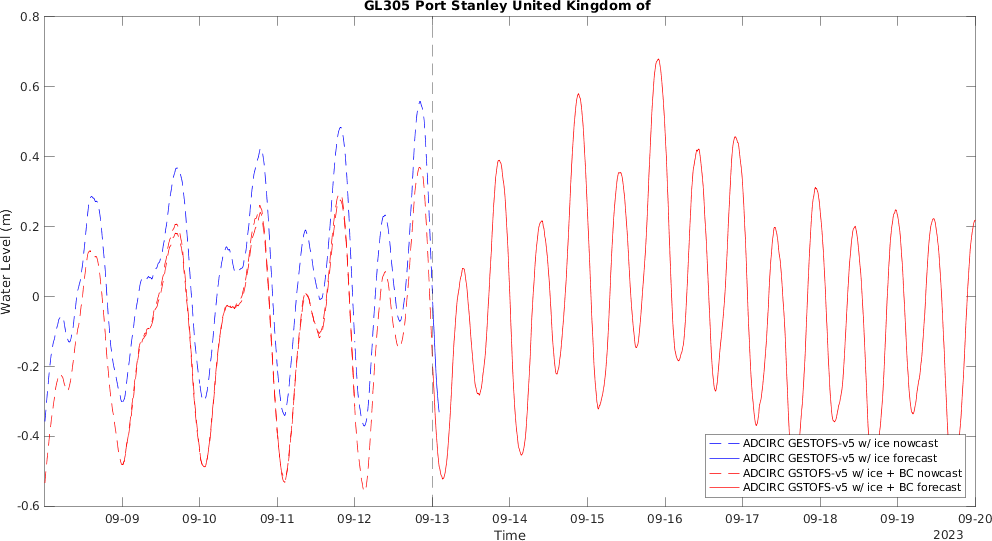 GL305 Port Stanley United Kingdom of
0.8
0.6
0.4
0.2
0
-0.2
-0.4
-0.6
Water Level (m)
ADCIRC GESTOFS-v5 w/ ice nowcast
ADCIRC GESTOFS-v5 w/ ice forecast
ADCIRC GSTOFS-v5 w/ ice + BC nowcast
ADCIRC GSTOFS-v5 w/ ice + BC forecast
09-09 09-10 09-11 09-12 09-13 09-14 09-15 09-16 09-17 09-18 09-19 09-20
Time
2023